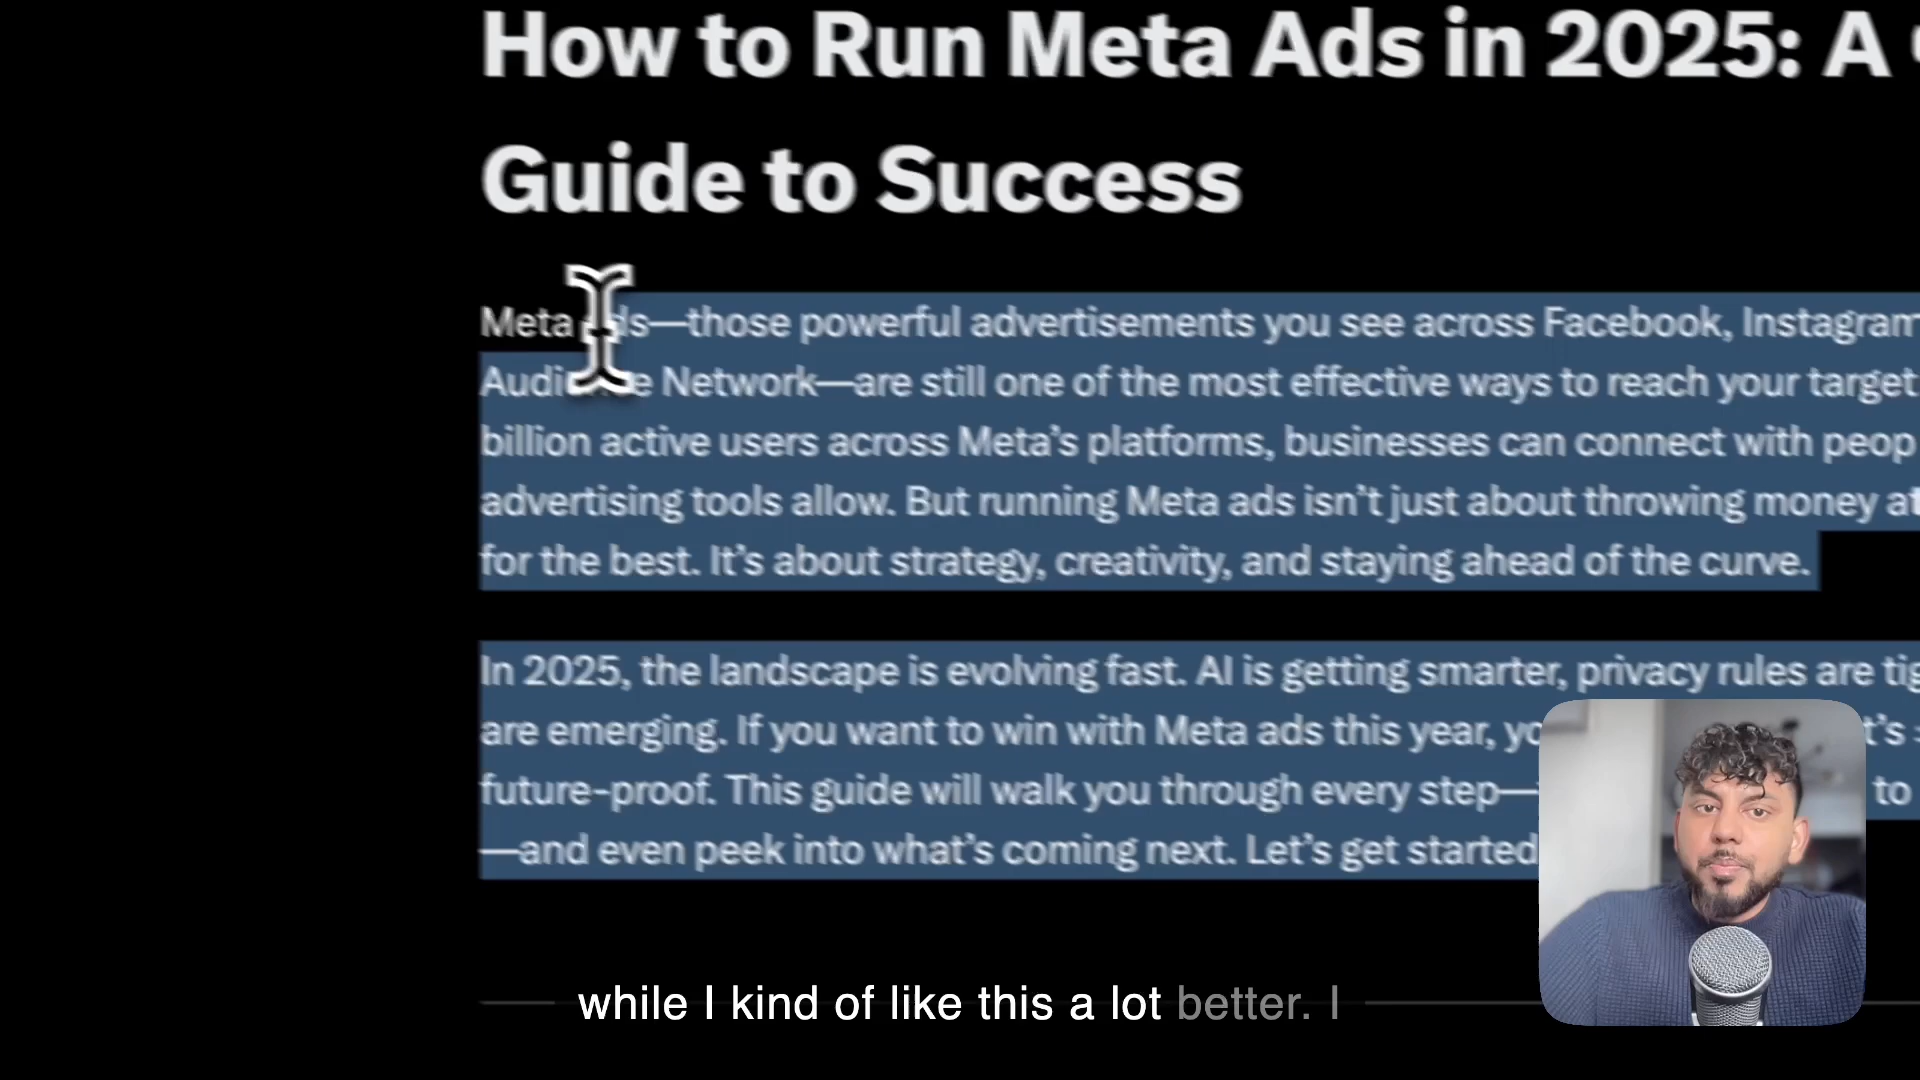 How to Run Meta Ads in 2025: A
Guide to Success
Meta ads—those powerful advertisements you see across Facebook, Instagram
Audience Network—are still one of the most effective ways to reach your target
billion active users across Meta’s platforms, businesses can connect with peop
advertising tools allow. But running Meta ads isn’t just about throwing money at
for the best. It’s about strategy, creativity, and staying ahead of the curve.
In 2025, the landscape is evolving fast. AI is getting smarter, privacy rules are tig
are emerging. If you want to win with Meta ads this year, yo t’s
future-proof. This guide will walk you through every step— to
—and even peek into what’s coming next. Let’s get started
while I kind of like this a lot better. I